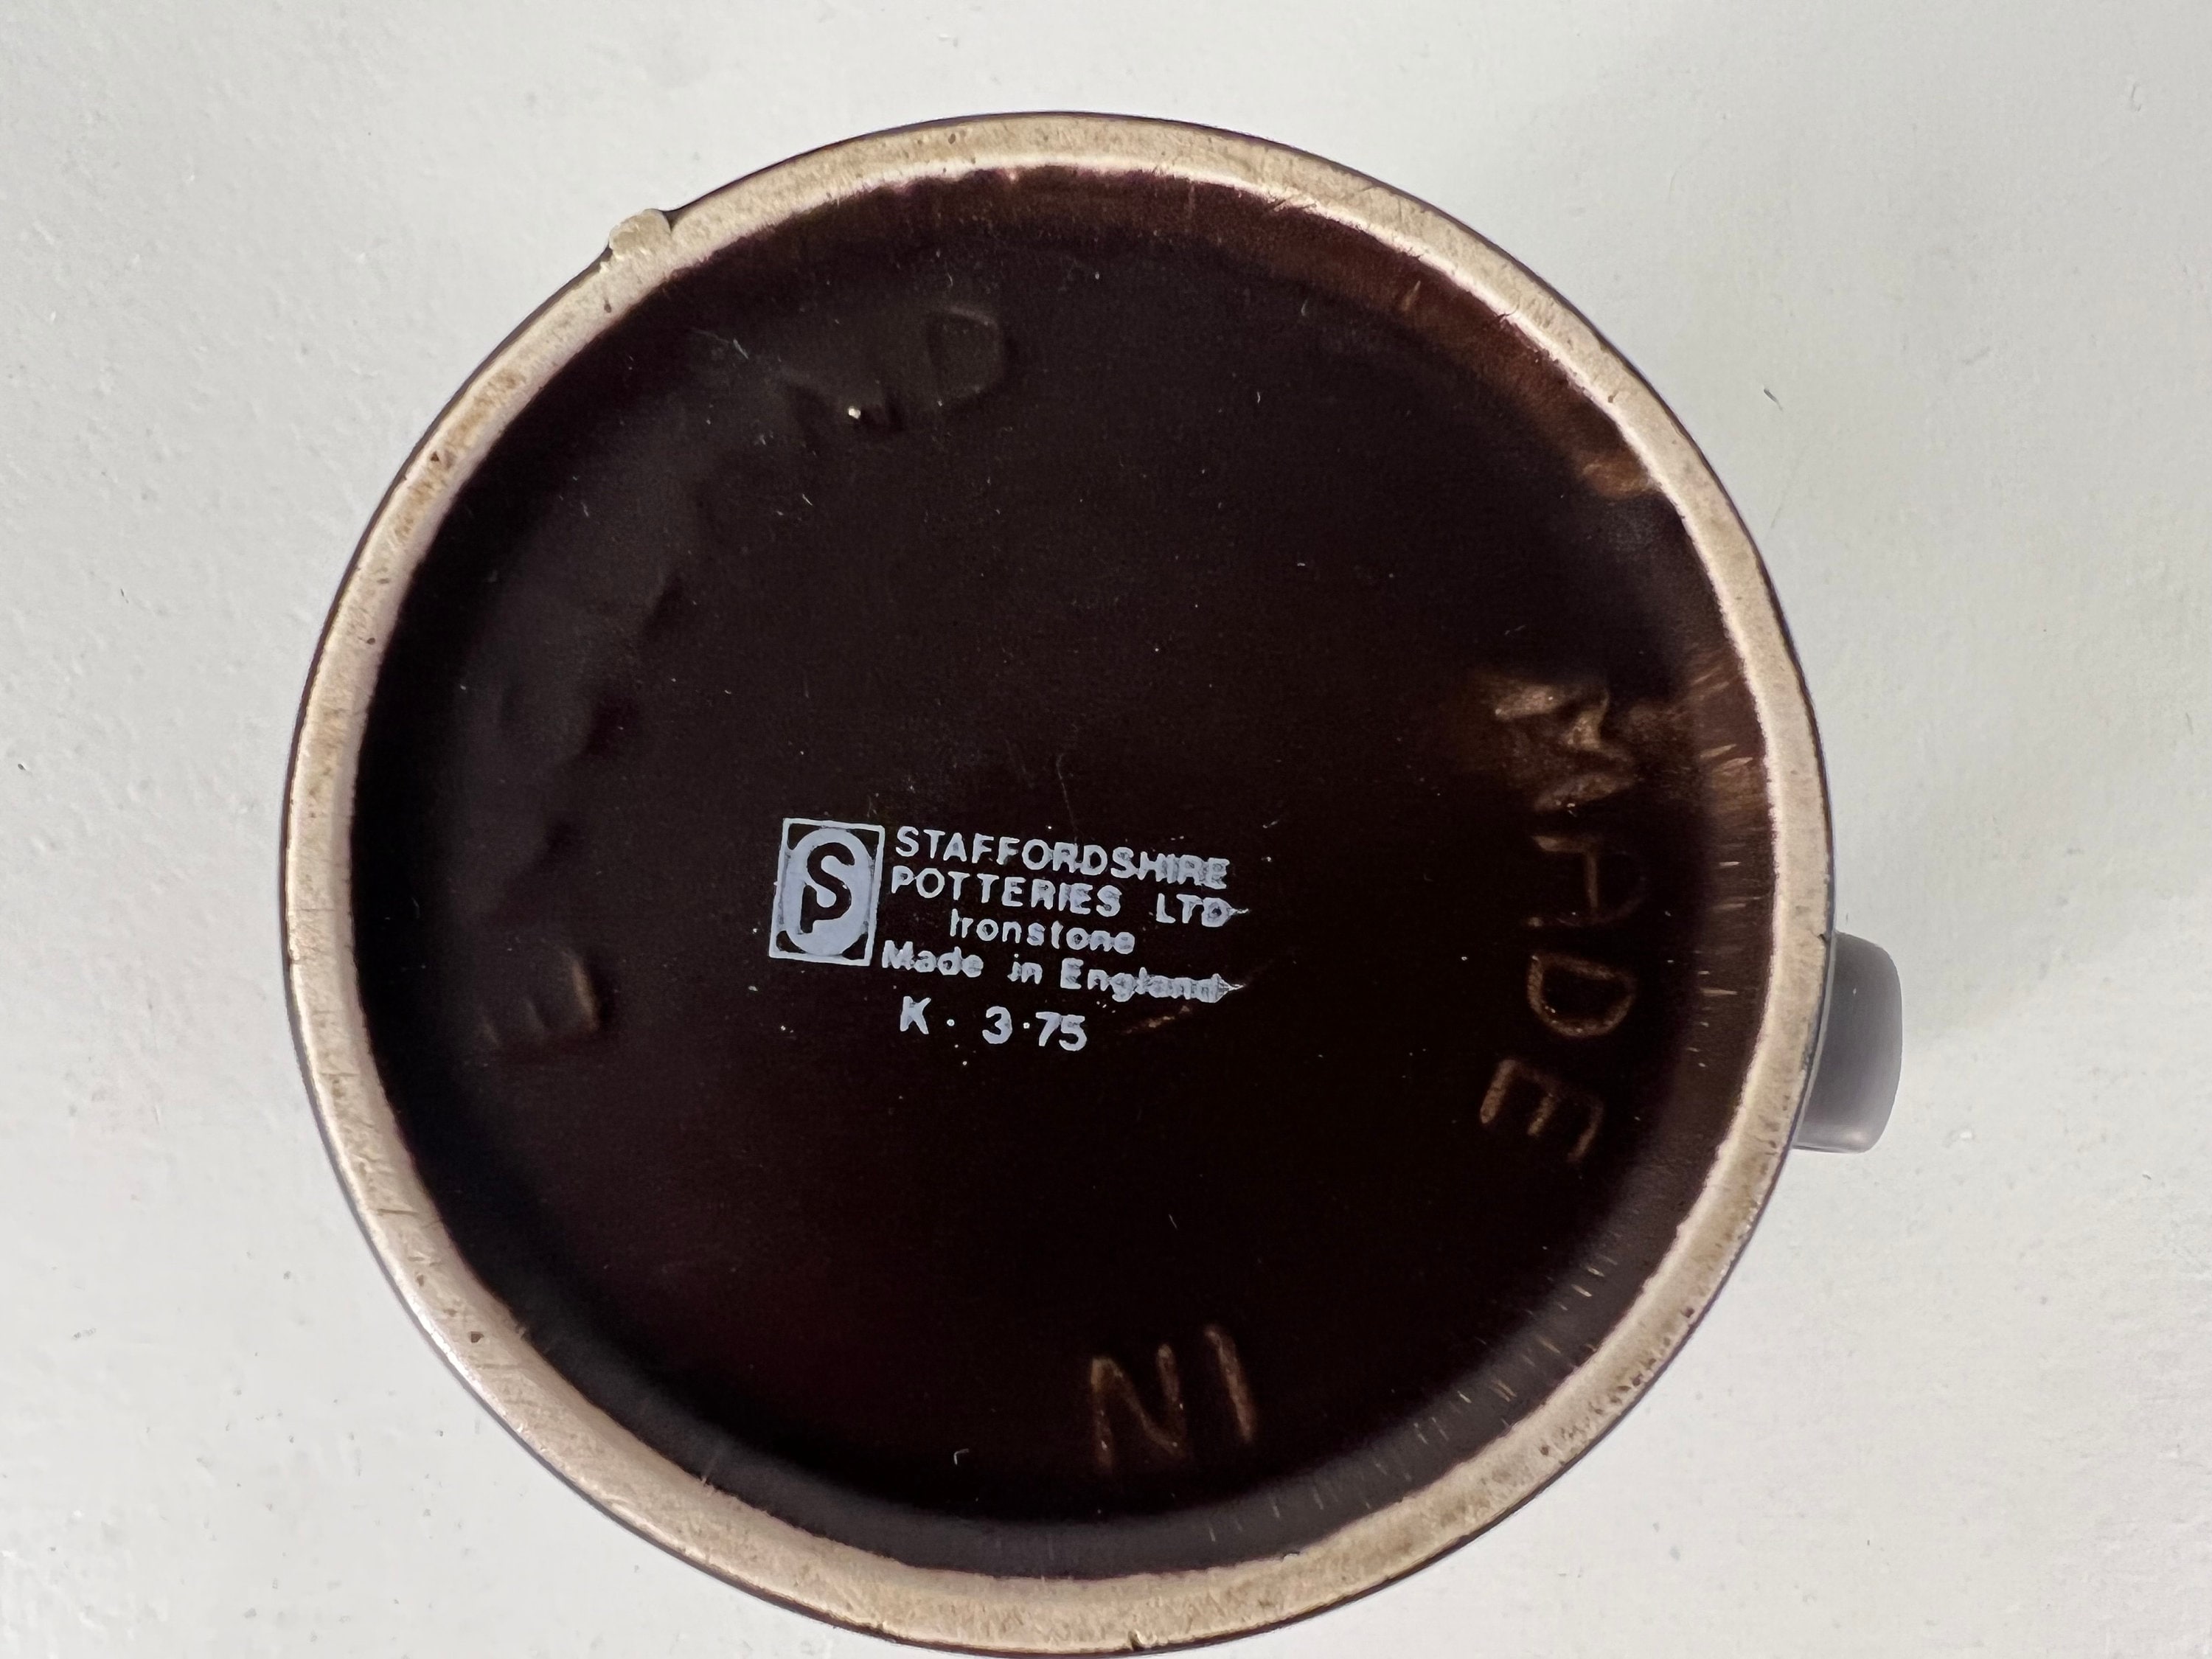 SP
STAFFORDSHIRE
POTTERIES LTD
Ironstone
Made in England
K. 3.75
MADE
IN